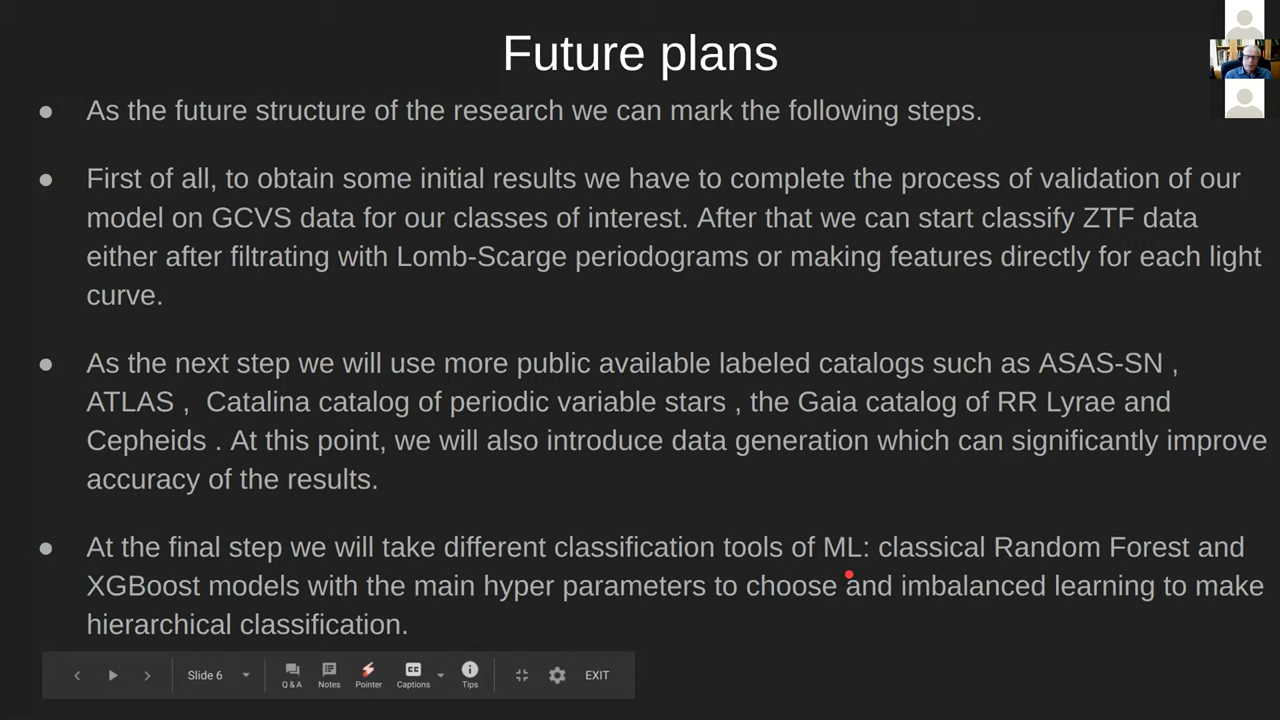 Future plans
● As the future structure of the research we can mark the following steps.
● First of all, to obtain some initial results we have to complete the process of validation of our
model on GCVS data for our classes of interest. After that we can start classify ZTF data
either after filtrating with Lomb-Scarge periodograms or making features directly for each light
curve.
● As the next step we will use more public available labeled catalogs such as ASAS-SN ,
ATLAS , Catalina catalog of periodic variable stars , the Gaia catalog of RR Lyrae and
Cepheids . At this point, we will also introduce data generation which can significantly improve
accuracy of the results.
● At the final step we will take different classification tools of ML: classical Random Forest and
XGBoost models with the main hyper parameters to choose and imbalanced learning to make
hierarchical classification.
Slide 6
Q & A
Notes
Pointer
CC
Captions
Tips
EXIT